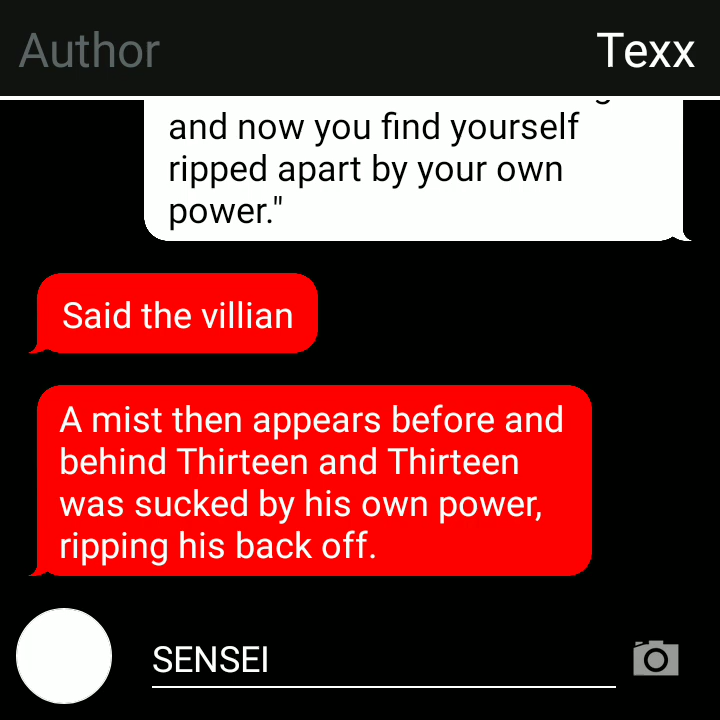 Author
Texx
and now you find yourself
ripped apart by your own
power."
Said the villian
A mist then appears before and
behind Thirteen and Thirteen
was sucked by his own power,
ripping his back off.
SENSEI